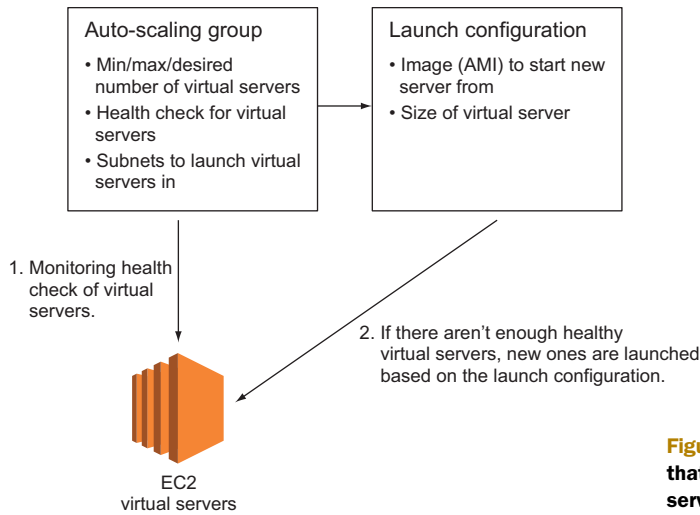 Auto-scaling group
• Min/max/desired
number of virtual servers
• Health check for virtual
servers
• Subnets to launch virtual
servers in
Launch configuration
• Image (AMI) to start new
server from
• Size of virtual server
1. Monitoring health
check of virtual
servers.
2. If there aren’t enough healthy
virtual servers, new ones are launched
based on the launch configuration.
EC2
virtual servers